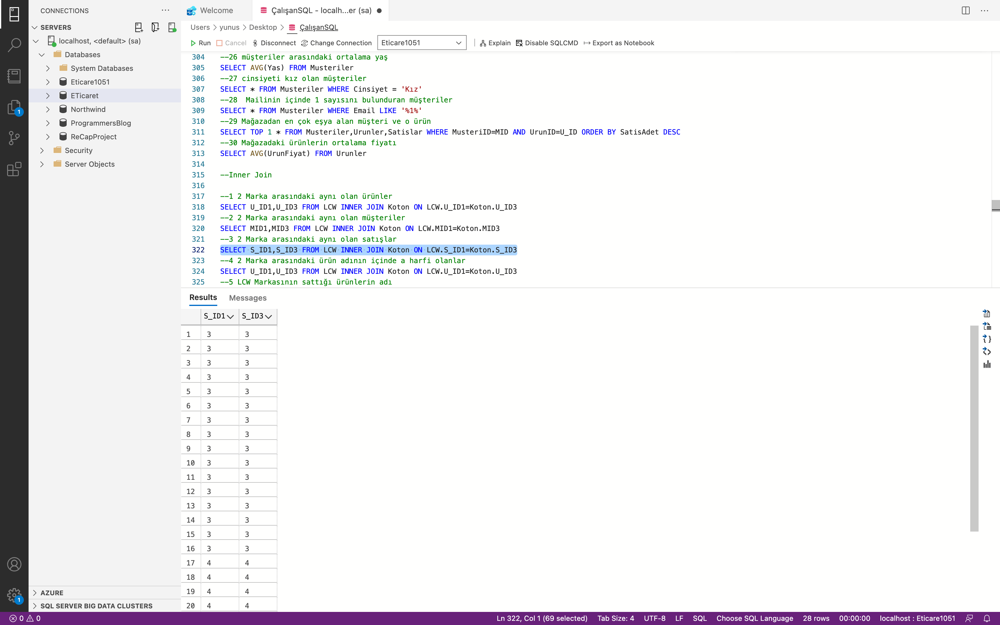 CONNECTIONS
SERVERS
localhost, <default> (sa)
Databases
System Databases
Eticare1051
ETicaret
Northwind
ProgrammersBlog
ReCapProject
Security
Server Objects
AZURE
SQL SERVER BIG DATA CLUSTERS
1
1
Welcome
ÇalışanSQL - localh...er (sa)
Users > yunus > Desktop > ÇalışanSQL
Run Cancel Disconnect Change Connection Eticare1051 Explain Disable SQLCMD Export as Notebook
304 --26 müşteriler arasındaki ortalama yaş
305 SELECT AVG(Yas) FROM Musteriler
306 --27 cinsiyeti kız olan müşteriler
307 SELECT * FROM Musteriler WHERE Cinsiyet = 'Kız'
308 --28  Mailinin içinde 1 sayısını bulunduran müşteriler
309 SELECT * FROM Musteriler WHERE Email LIKE '%1%'
310 --29 Mağazadan en çok eşya alan müşteri ve o ürün
311 SELECT TOP 1 * FROM Musteriler,Urunler,Satislar WHERE MusteriID=MID AND UrunID=U_ID ORDER BY SatisAdet DESC
312 --30 Mağazadaki ürünlerin ortalama fiyatı
313 SELECT AVG(UrunFiyat) FROM Urunler
314
315 --Inner Join
316
317 --1 2 Marka arasındaki aynı olan ürünler
318 SELECT U_ID1,U_ID3 FROM LCW INNER JOIN Koton ON LCW.U_ID1=Koton.U_ID3
319 --2 2 Marka arasındaki aynı olan müşteriler
320 SELECT MID1,MID3 FROM LCW INNER JOIN Koton ON LCW.MID1=Koton.MID3
321 --3 2 Marka arasındaki aynı olan satışlar
322 SELECT S_ID1,S_ID3 FROM LCW INNER JOIN Koton ON LCW.S_ID1=Koton.S_ID3
323 --4 2 Marka arasındaki ürün adının içinde a harfi olanlar
324 SELECT U_ID1,U_ID3 FROM LCW INNER JOIN Koton ON LCW.U_ID1=Koton.U_ID3
325 --5 LCW Markasının sattığı ürünlerin adı
Results Messages
S_ID1 S_ID3
1 3 3
2 3 3
3 3 3
4 3 3
5 3 3
6 3 3
7 3 3
8 3 3
9 3 3
10 3 3
11 3 3
12 3 3
13 3 3
14 3 3
15 3 3
16 3 3
17 4 4
18 4 4
19 4 4
20 4 4
0 0 Ln 322, Col 1 (69 selected) Tab Size: 4 UTF-8 LF SQL Choose SQL Language 28 rows 00:00:00 localhost : Eticare1051